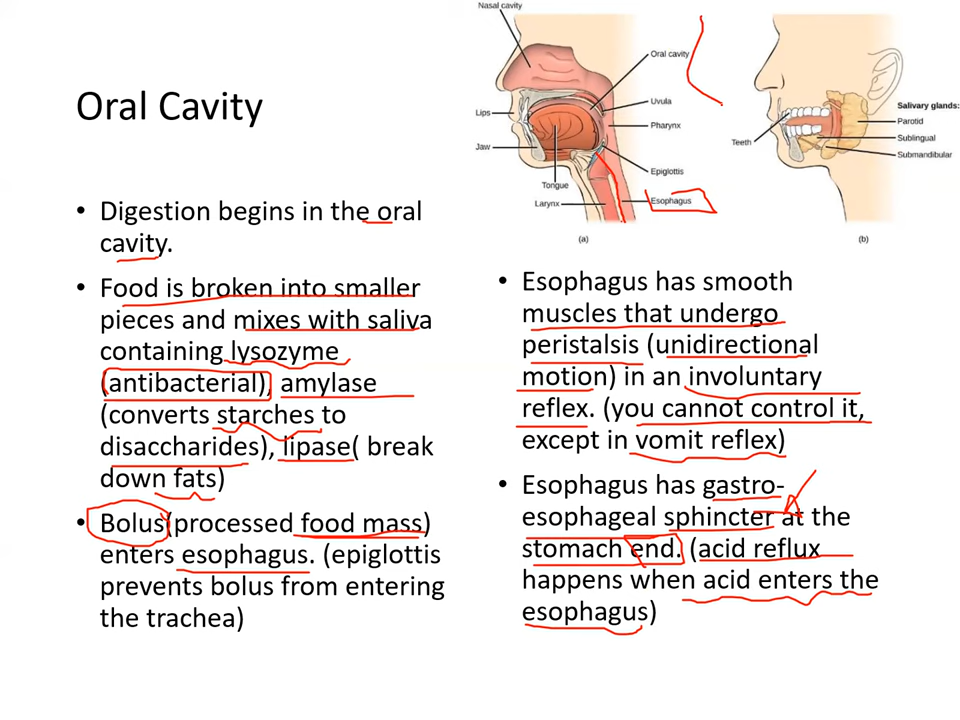 Oral Cavity
• Digestion begins in the oral
cavity.
• Food is broken into smaller
pieces and mixes with saliva
containing lysozyme
(antibacterial), amylase
(converts starches to
disaccharides), lipase( break
down fats)
• Bolus(processed food mass)
enters esophagus. (epiglottis
prevents bolus from entering
the trachea)
Nasal cavity
Oral cavity
Uvula
Lips
Pharynx
Jaw
Epiglottis
Tongue
Larynx
Esophagus
(a)
Salivary glands:
Parotid
Teeth
Sublingual
Submandibular
(b)
• Esophagus has smooth
muscles that undergo
peristalsis (unidirectional
motion) in an involuntary
reflex. (you cannot control it,
except in vomit reflex)
• Esophagus has gastro-
esophageal sphincter at the
stomach end. (acid reflux
happens when acid enters the
esophagus)